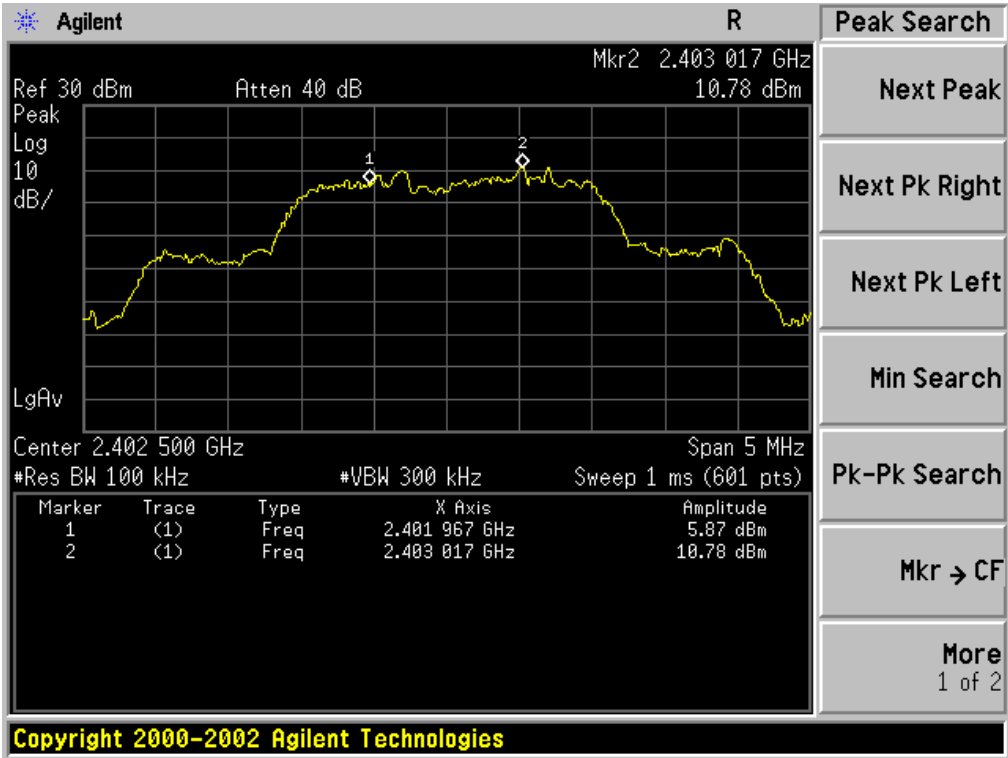 Agilent R Peak Search
Mkr2 2.403 017 GHz
Ref 30 dBm Atten 40 dB 10.78 dBm
Peak
Log
10
dB/
1
2
LgAv
Center 2.402 500 GHz Span 5 MHz
#Res BW 100 kHz #VBW 300 kHz Sweep 1 ms (601 pts)
Marker Trace Type X Axis Amplitude
1 (1) Freq 2.401 967 GHz 5.87 dBm
2 (1) Freq 2.403 017 GHz 10.78 dBm
Next Peak
Next Pk Right
Next Pk Left
Min Search
Pk-Pk Search
Mkr → CF
More
1 of 2
Copyright 2000-2002 Agilent Technologies